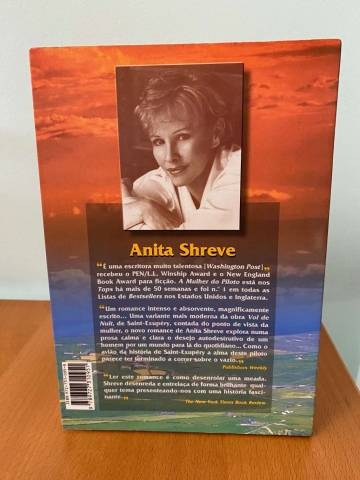 Anita Shreve
“É uma escritora muito talentosa [Washington Post]„
recebeu o PEN/L.L. Winship Award e o New England
Book Award para ficção. A Mulher do Piloto está nos
Tops há mais de 50 semanas e foi n.º 1 em todas as
Listas de Bestsellers nos Estados Unidos e Inglaterra.
“Um romance intenso e absorvente, magnificamente
escrito... Uma variante mais moderna da obra Vol de
Nuit, de Saint-Exupéry, contada do ponto de vista da
mulher, o novo romance de Anita Shreve explora numa
prosa calma e clara o desejo autodestrutivo de um
homem por um mundo para lá do quotidiano... Como o
avião da história de Saint-Exupéry a alma deste piloto
parece ter terminado a correr sobre o vazio.„
Publishers Weekly
“Ler este romance é como desenrolar uma meada.
Shreve desenreda e entrelaça de forma brilhante qual-
quer tema presenteando-nos com uma história fasci-
nante.„
The New York Times Book Review